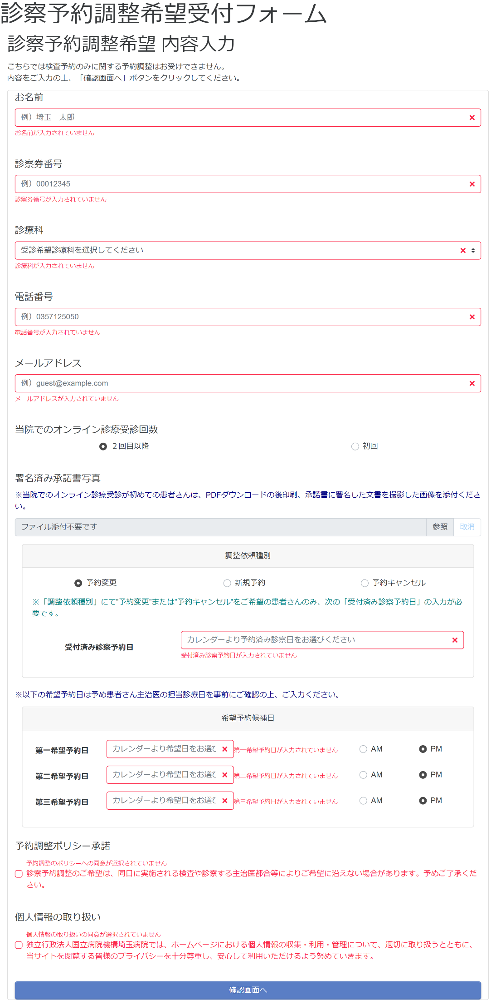 診察予約調整希望受付フォーム
診察予約調整希望 内容入力
こちらでは検査予約のみに関する予約調整はお受けできません。
内容をご入力の上、「確認画面へ」ボタンをクリックしてください。
お名前
例）埼玉　太郎
お名前が入力されていません
診察券番号
例）00012345
診察券番号が入力されていません
診療科
受診希望診療科を選択してください
診療科が入力されていません
電話番号
例）0357125050
電話番号が入力されていません
メールアドレス
例）guest@example.com
メールアドレスが入力されていません
当院でのオンライン診療受診回数
２回目以降　初回
署名済み承諾書写真
※当院でのオンライン診療受診が初めての患者さんは、PDFダウンロードの後印刷、承諾書に署名した文書を撮影した画像を添付くださ
い。
ファイル添付不要です　参照　取消
調整依頼種別
予約変更　新規予約　予約キャンセル
※「調整依頼種別」にて”予約変更”または”予約キャンセル”をご希望の患者さんのみ、次の「受付済み診察予約日」の入力が必
要です。
受付済み診察予約日　カレンダーより予約済み診察日をお選びください
受付済み診察予約日が入力されていません
※以下の希望予約日は予め患者さん主治医の担当診療日を事前にご確認の上、ご入力ください。
希望予約候補日
第一希望予約日　カレンダーより希望日をお選び　第一希望予約日が入力されていません　AM　PM
第二希望予約日　カレンダーより希望日をお選び　第二希望予約日が入力されていません　AM　PM
第三希望予約日　カレンダーより希望日をお選び　第三希望予約日が入力されていません　AM　PM
予約調整ポリシー承諾
予約調整のポリシーへの同意が選択されていません
診察予約調整のご希望は、同日に実施される検査や診察する主治医都合等によりご希望に沿えない場合があります。予めご了承くだ
さい。
個人情報の取り扱い
個人情報の取り扱いの同意が選択されていません
独立行政法人国立病院機構埼玉病院では、ホームページにおける個人情報の収集・利用・管理について、適切に取り扱うとともに、
当サイトを閲覧する皆様のプライバシーを十分尊重し、安心して利用いただけるよう努めていきます。
確認画面へ